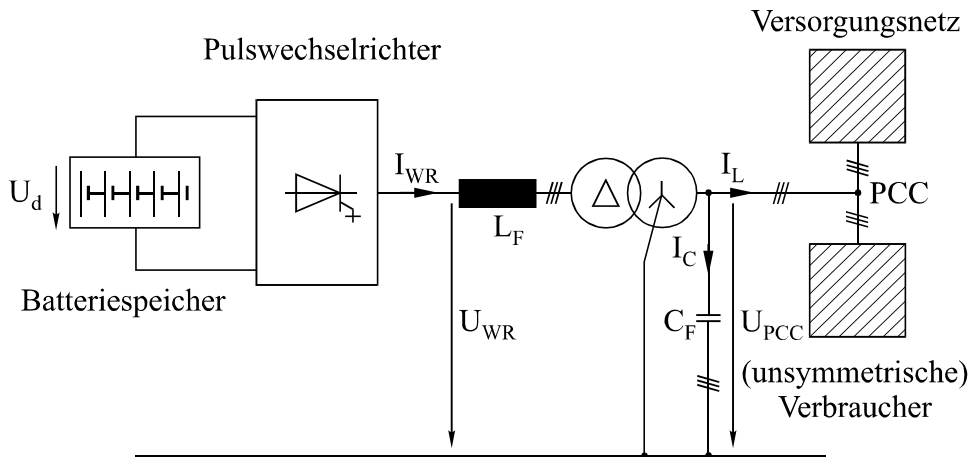 Versorgungsnetz
Pulswechselrichter
I_WR
I_L
U_d
PCC
L_F
I_C
Batteriespeicher
U_WR
C_F
U_PCC
(unsymmetrische)
Verbraucher